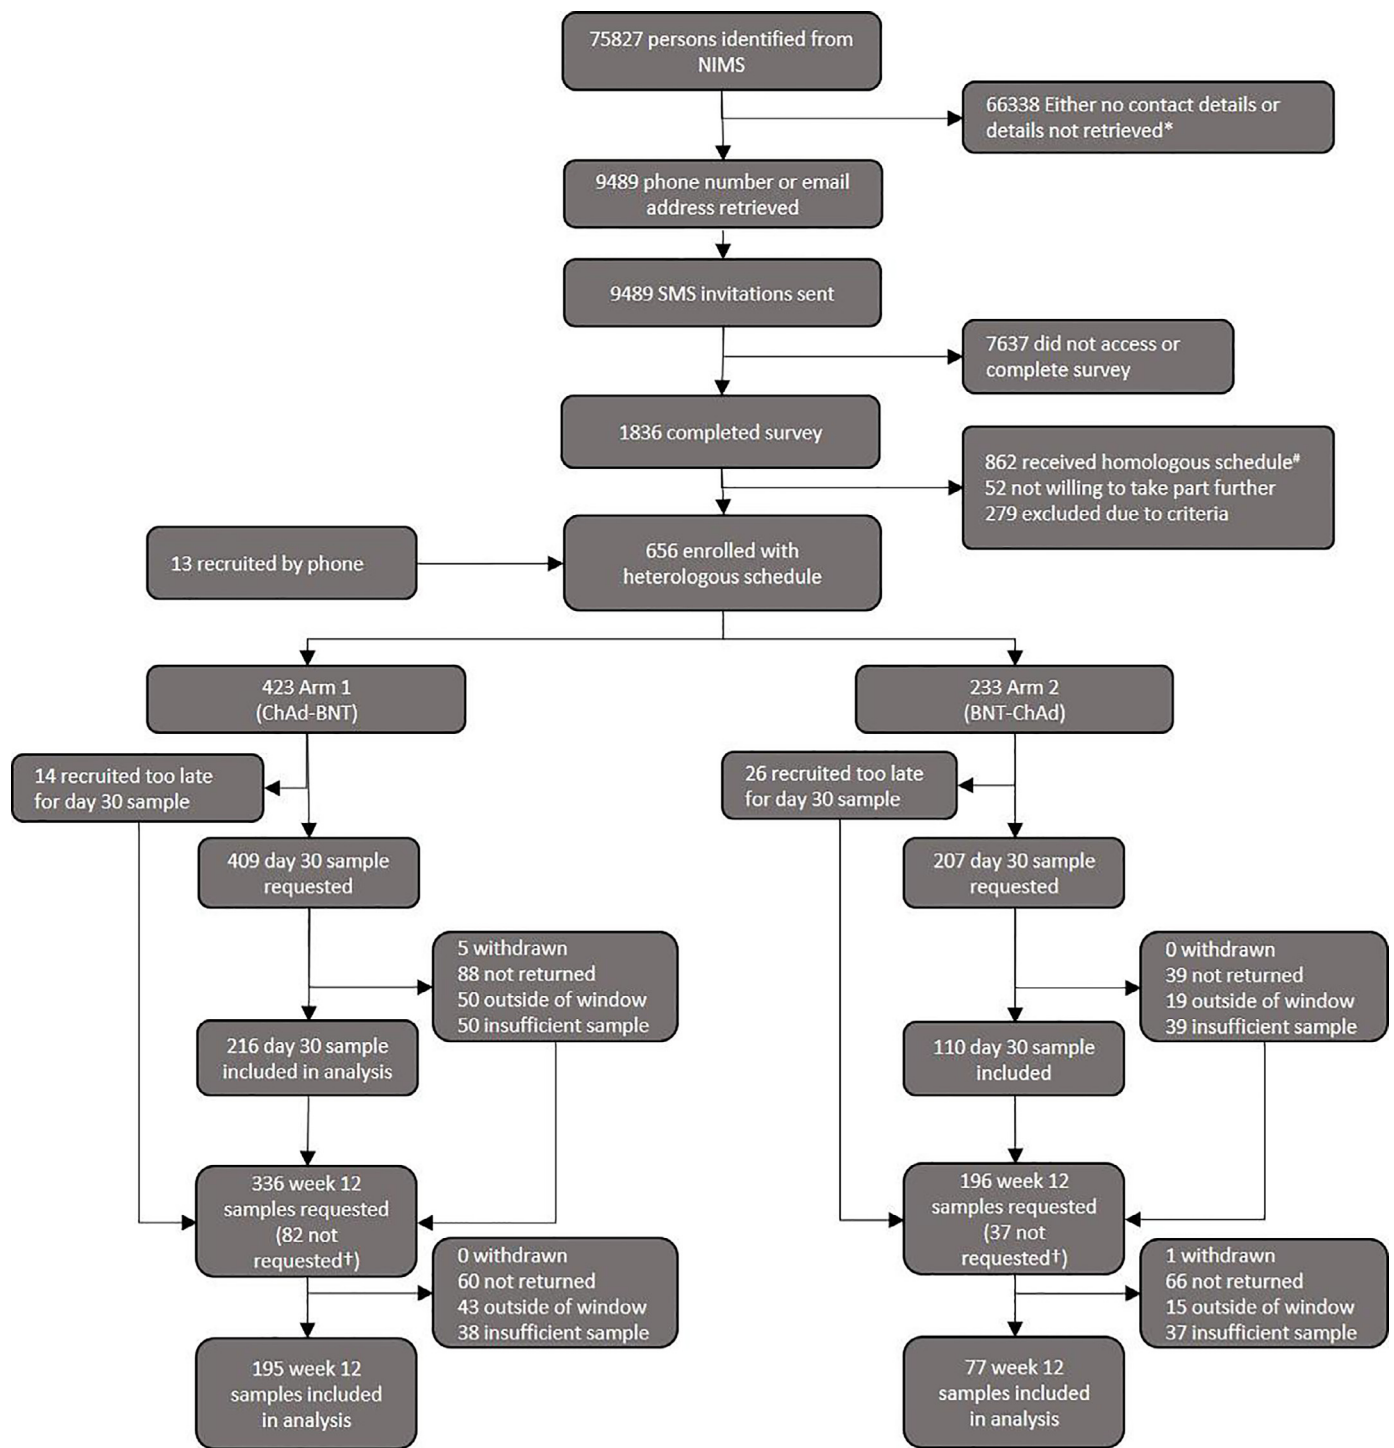 75827 persons identified from
NIMS
66338 Either no contact details or
details not retrieved*
9489 phone number or email
address retrieved
9489 SMS invitations sent
7637 did not access or
complete survey
1836 completed survey
862 received homologous schedule#
52 not willing to take part further
279 excluded due to criteria
13 recruited by phone
656 enrolled with
heterologous schedule
423 Arm 1
(ChAd-BNT)
233 Arm 2
(BNT-ChAd)
14 recruited too late
for day 30 sample
26 recruited too late
for day 30 sample
409 day 30 sample
requested
207 day 30 sample
requested
5 withdrawn
88 not returned
50 outside of window
50 insufficient sample
0 withdrawn
39 not returned
19 outside of window
39 insufficient sample
216 day 30 sample
included in analysis
110 day 30 sample
included
336 week 12
samples requested
(82 not
requested†)
196 week 12
samples requested
(37 not
requested†)
0 withdrawn
60 not returned
43 outside of window
38 insufficient sample
1 withdrawn
66 not returned
15 outside of window
37 insufficient sample
195 week 12
samples included
in analysis
77 week 12
samples included
in analysis